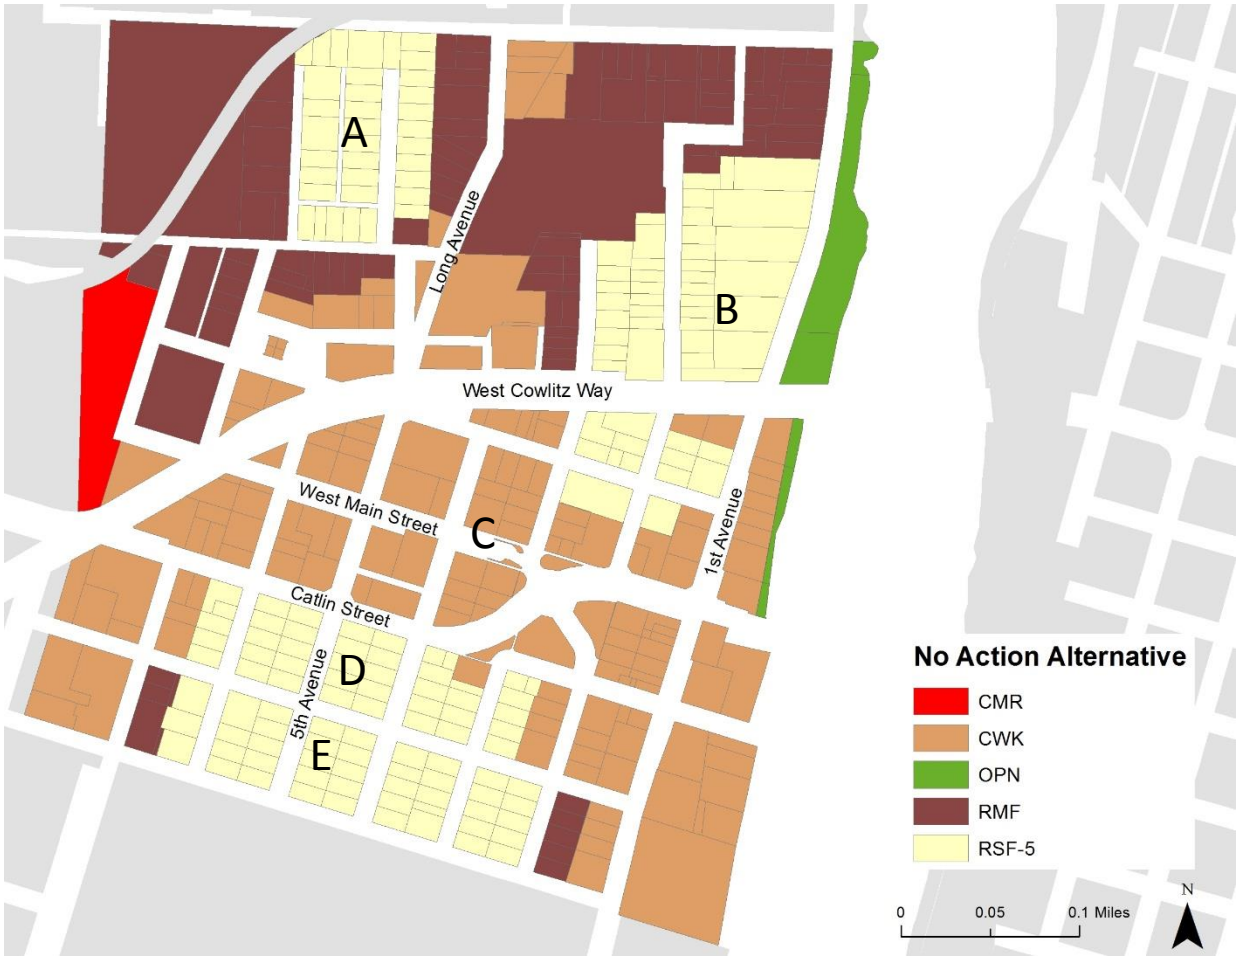 A
Long Avenue
B
West Cowlitz Way
West Main Street
C
1st Avenue
Catlin Street
D
5th Avenue
E
No Action Alternative
CMR
CWK
OPN
RMF
RSF-5
N
0 0.05 0.1 Miles